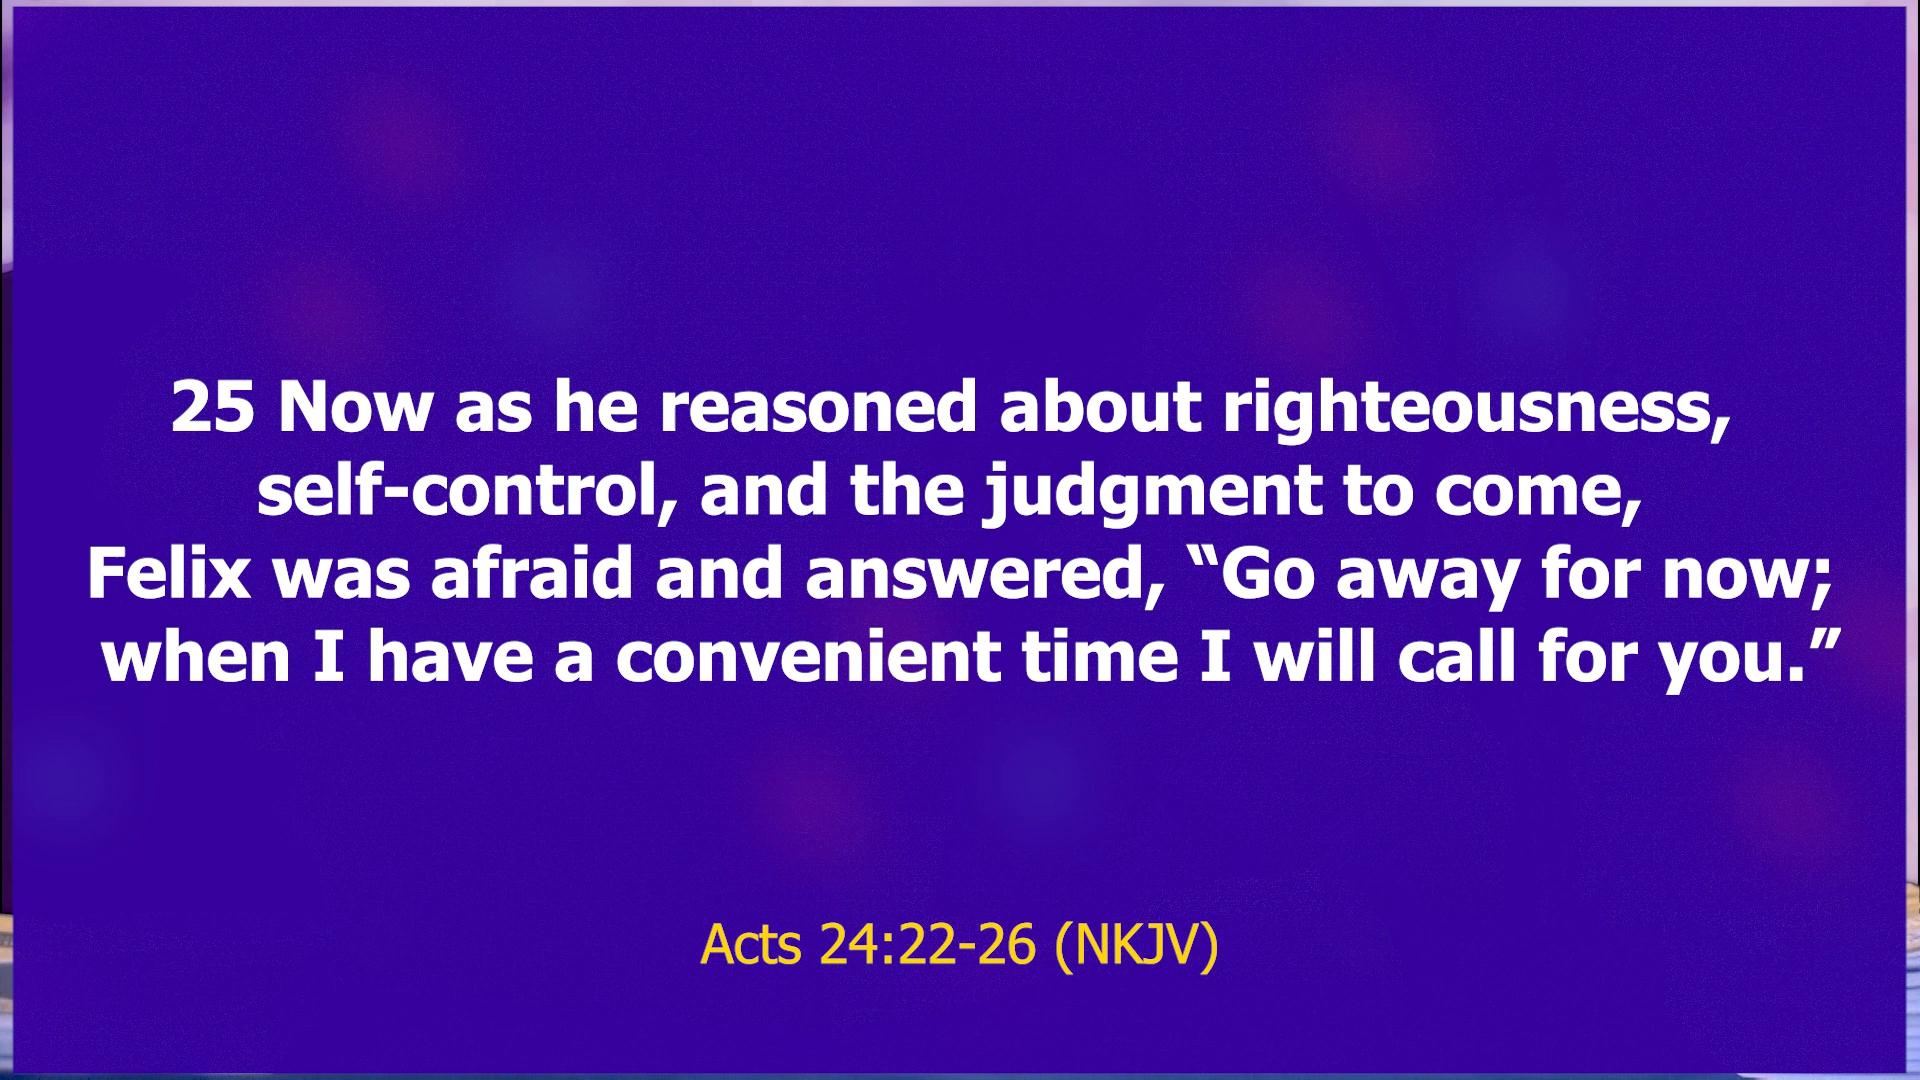 25 Now as he reasoned about righteousness,
self-control, and the judgment to come,
Felix was afraid and answered, “Go away for now;
when I have a convenient time I will call for you.”
Acts 24:22-26 (NKJV)